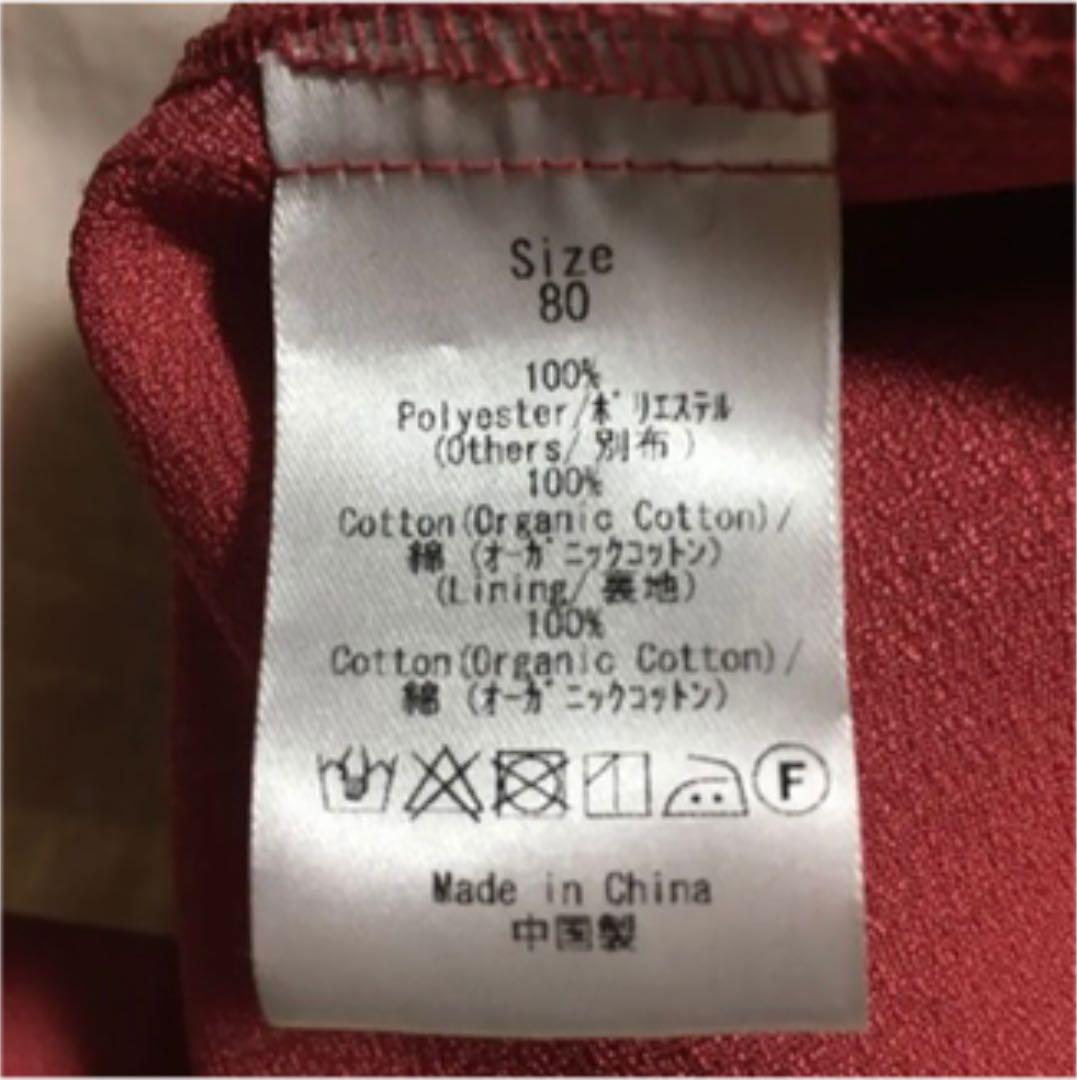 Size
80
100%
Polyester/ポリエステル
(Others/別布)
100%
Cotton(Organic Cotton)/
綿(オーガニックコットン)
(Lining/裏地)
100%
Cotton(Organic Cotton)/
綿(オーガニックコットン)
F
Made in China
中国製